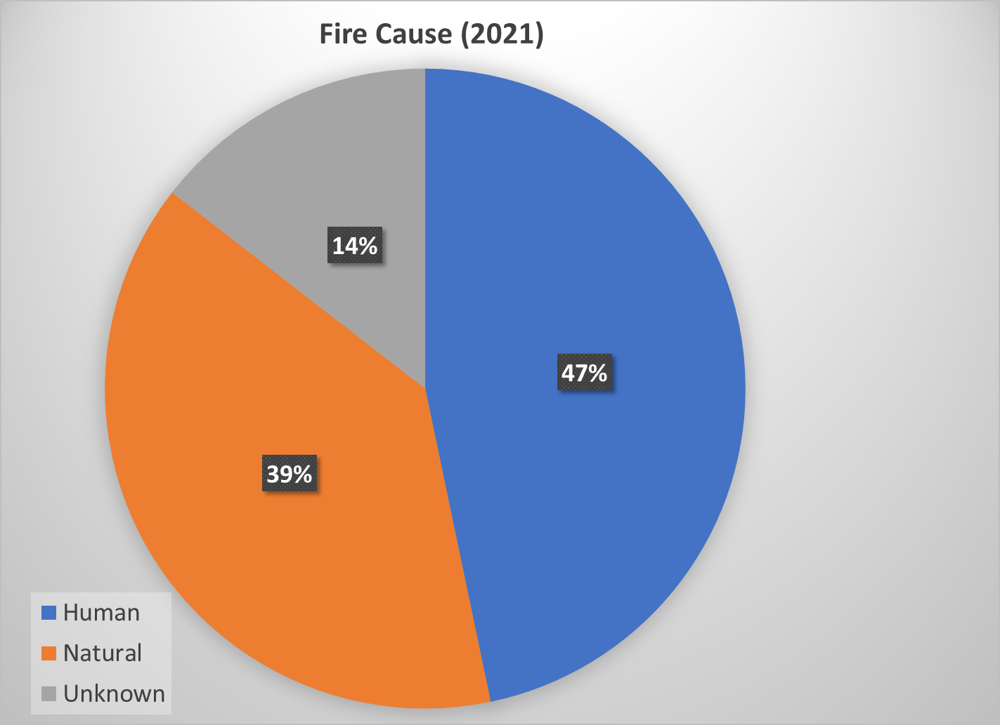 Fire Cause (2021)
14%
47%
39%
Human
Natural
Unknown